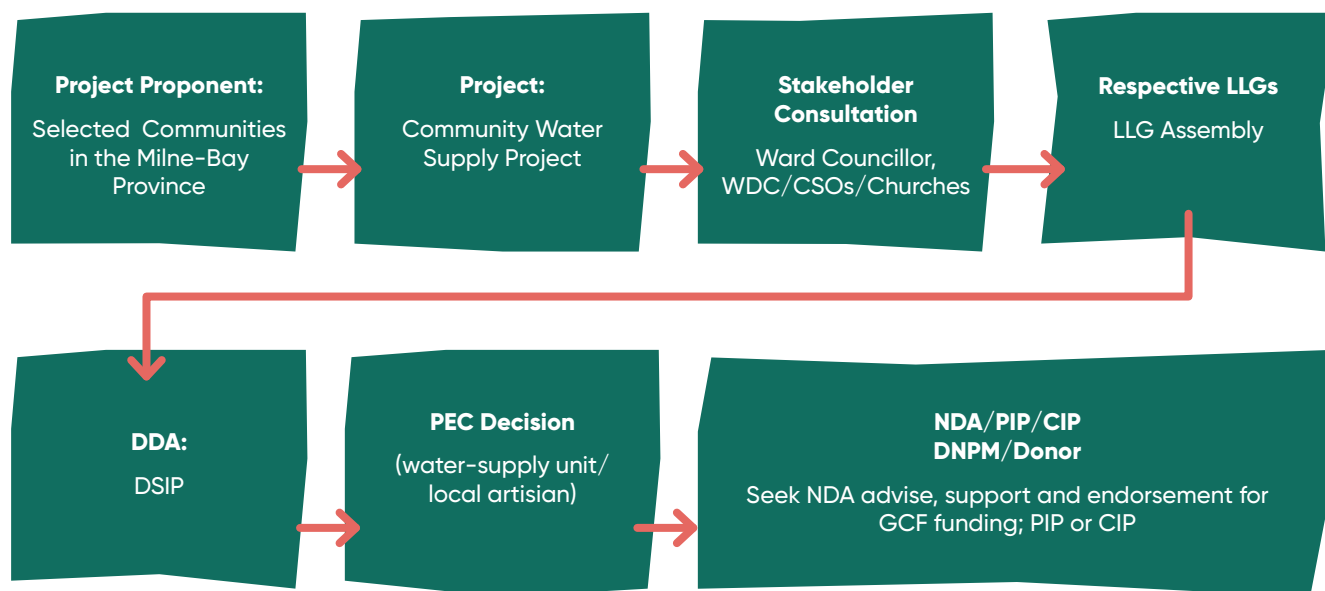 Project Proponent:
Selected Communities
in the Milne-Bay
Province
Project:
Community Water
Supply Project
Stakeholder
Consultation
Ward Councillor,
WDC/CSOs/Churches
Respective LLGs
LLG Assembly
DDA:
DSIP
PEC Decision
(water-supply unit/
local artisian)
NDA/PIP/CIP
DNPM/Donor
Seek NDA advise, support and endorsement for
GCF funding; PIP or CIP